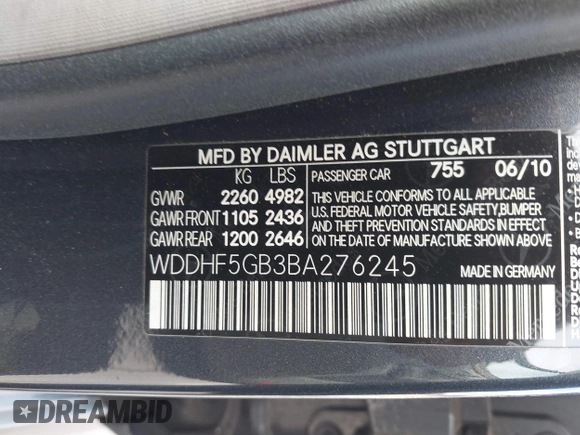 MFD BY DAIMLER AG STUTTGART
KG LBS PASSENGER CAR 755 06/10
GVWR 2260 4982 THIS VEHICLE CONFORMS TO ALL APPLICABLE
GAWR FRONT 1105 2436 U.S. FEDERAL MOTOR VEHICLE SAFETY, BUMPER
AND THEFT PREVENTION STANDARDS IN EFFECT
GAWR REAR 1200 2646 ON THE DATE OF MANUFACTURE SHOWN ABOVE.
WDDHF5GB3BA276245 MADE IN GERMANY
DREAMBID